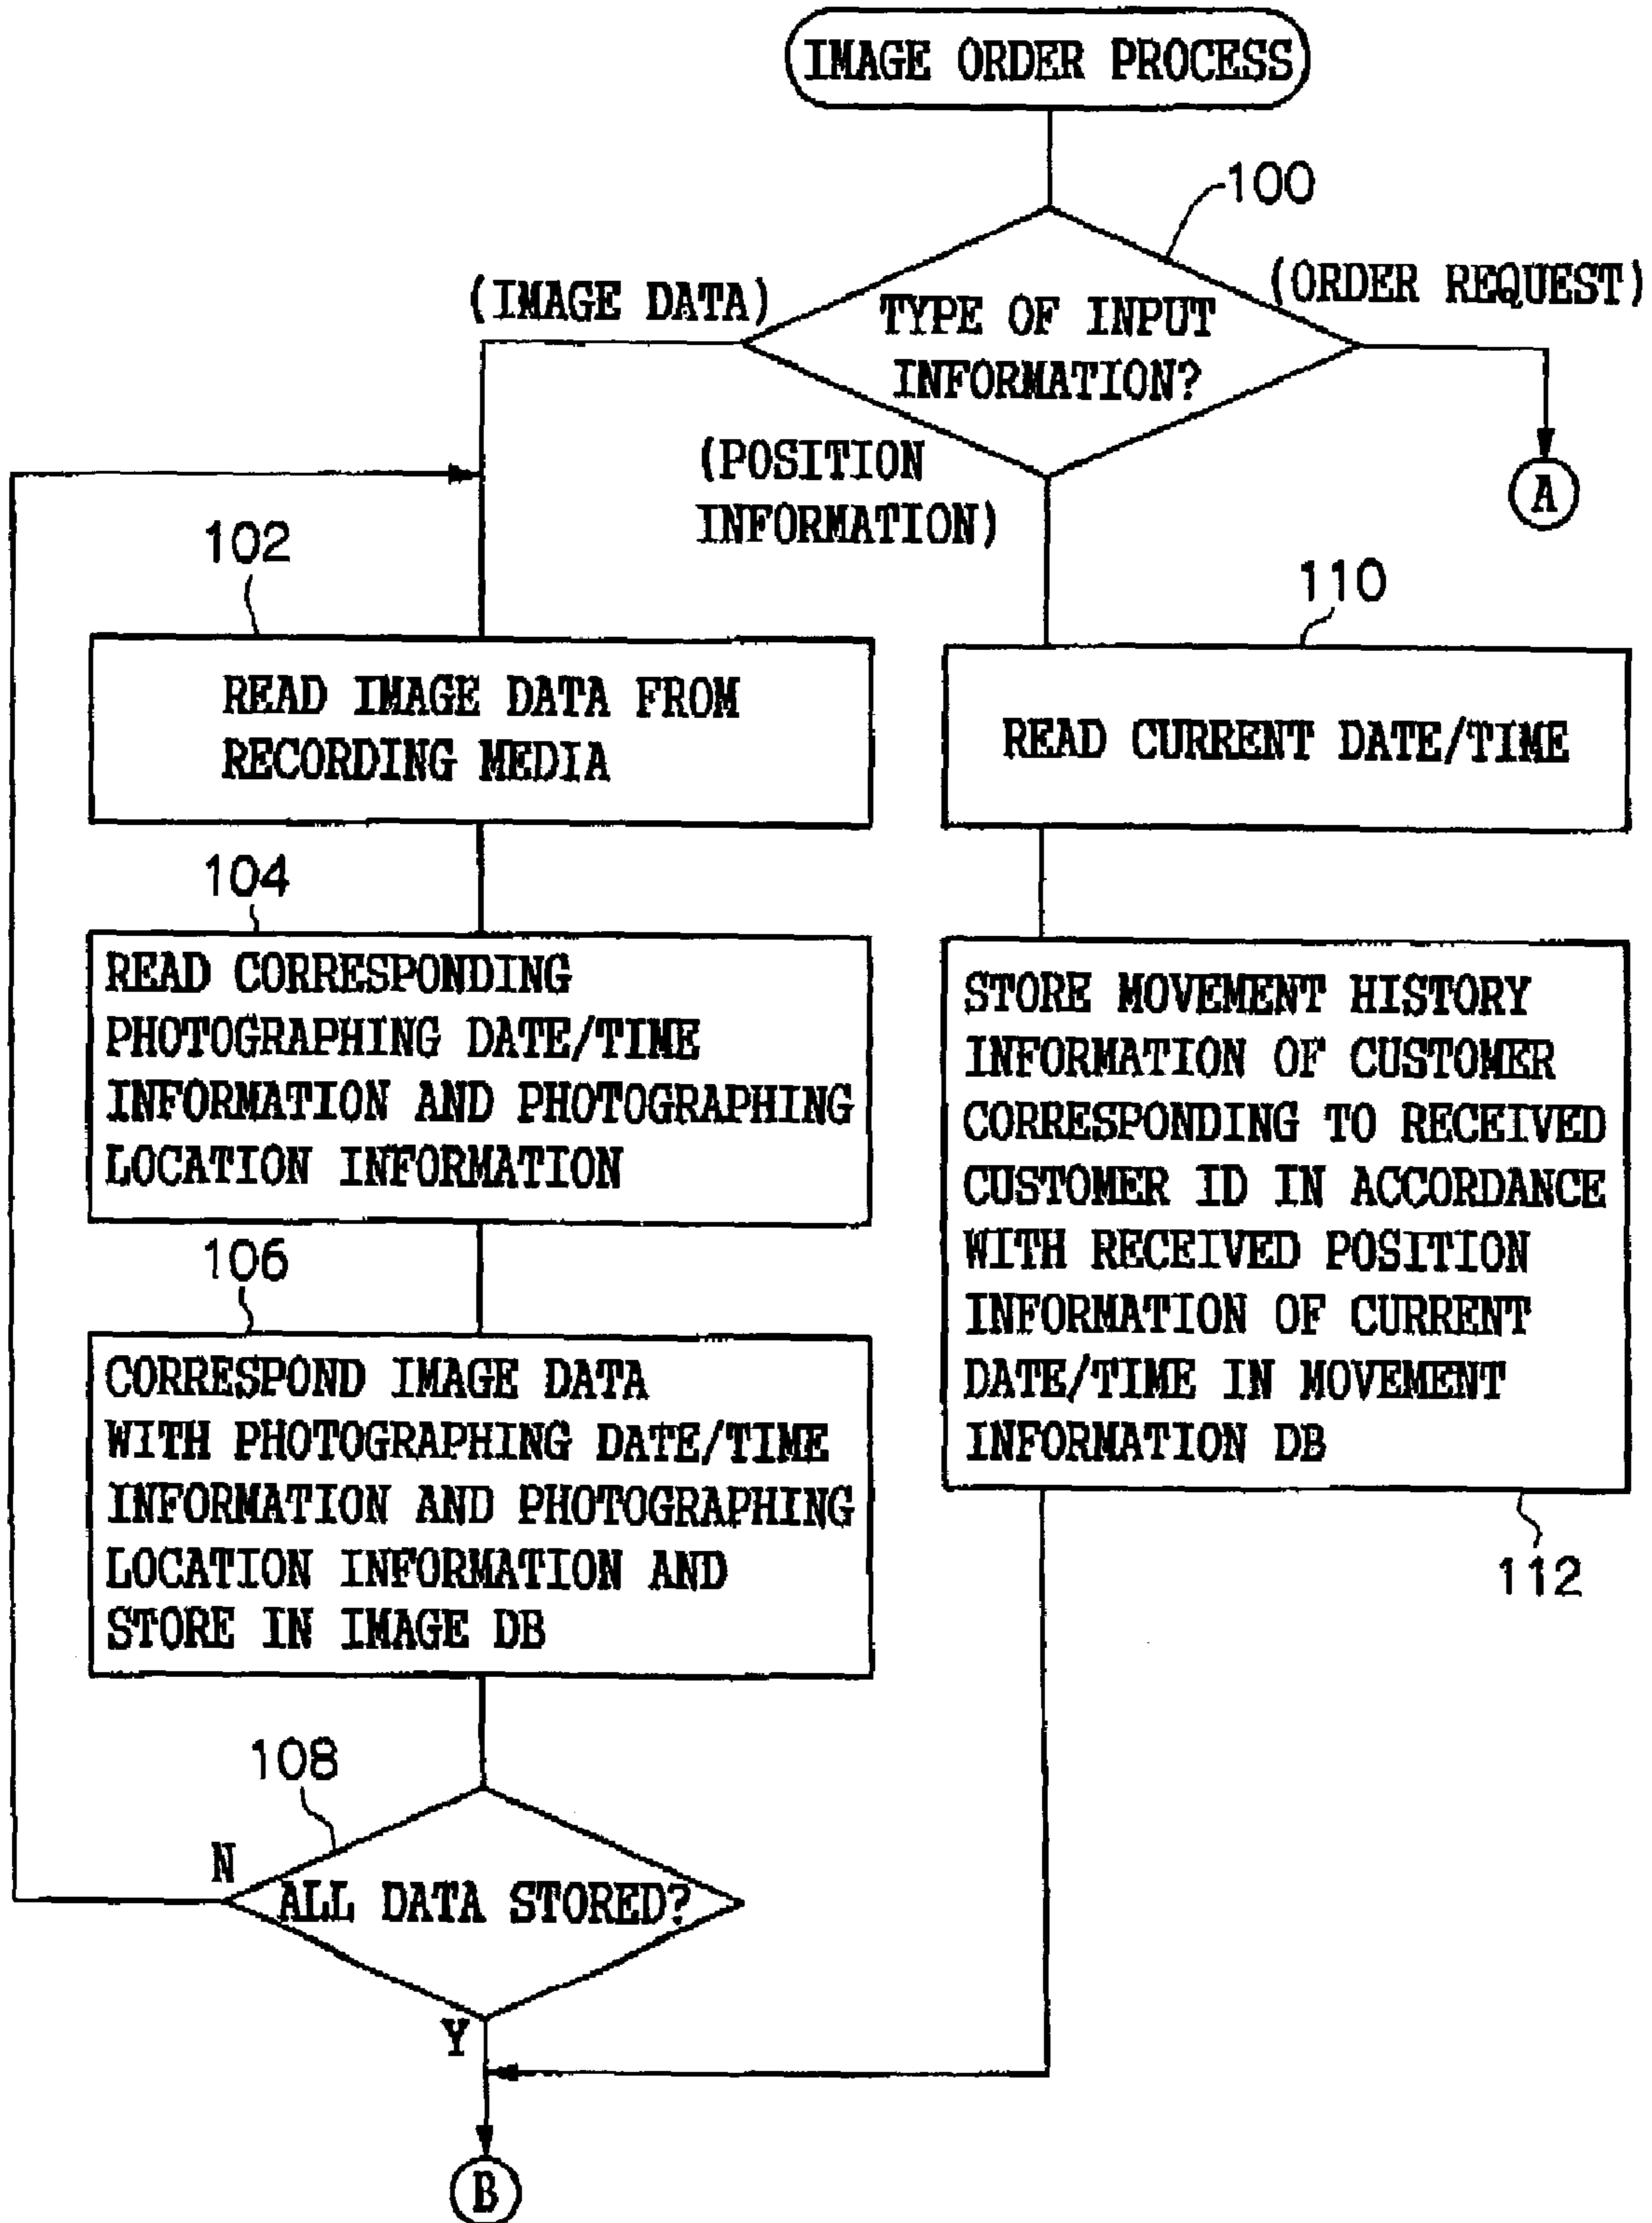 IMAGE ORDER PROCESS
100
(IMAGE DATA)
(ORDER REQUEST)
TYPE OF INPUT
INFORMATION?
(POSITION
INFORMATION)
A
102
READ IMAGE DATA FROM
RECORDING MEDIA
104
READ CORRESPONDING
PHOTOGRAPHING DATE/TIME
INFORMATION AND PHOTOGRAPHING
LOCATION INFORMATION
106
CORRESPOND IMAGE DATA
WITH PHOTOGRAPHING DATE/TIME
INFORMATION AND PHOTOGRAPHING
LOCATION INFORMATION AND
STORE IN IMAGE DB
108
N
ALL DATA STORED?
Y
110
READ CURRENT DATE/TIME
STORE MOVEMENT HISTORY
INFORMATION OF CUSTOMER
CORRESPONDING TO RECEIVED
CUSTOMER ID IN ACCORDANCE
WITH RECEIVED POSITION
INFORMATION OF CURRENT
DATE/TIME IN MOVEMENT
INFORMATION DB
112
B